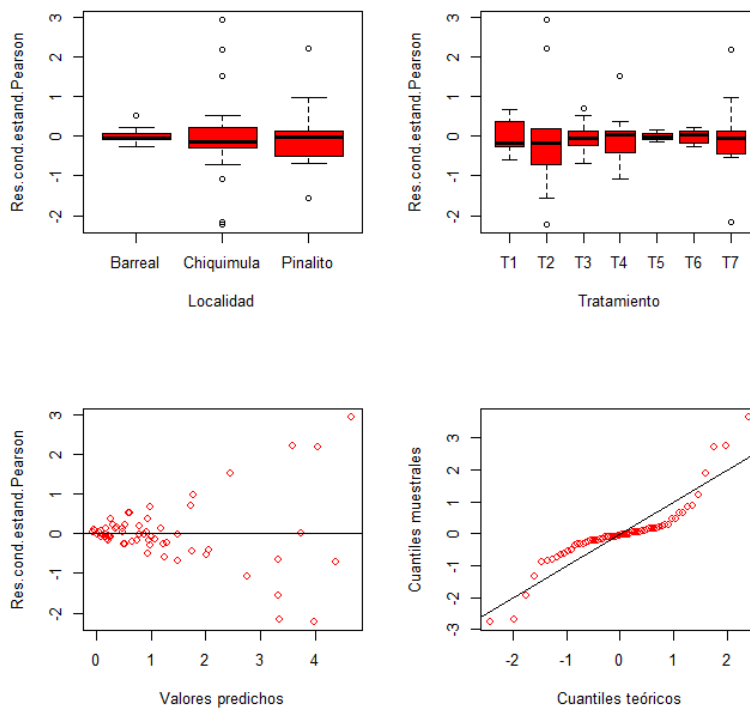 Res.cond.estand.Pearson
3
2
1
0
-1
-2
Barreal Chiquimula Pinalito
Localidad
Res.cond.estand.Pearson
3
2
1
0
-1
-2
T1 T2 T3 T4 T5 T6 T7
Tratamiento
Res.cond.estand.Pearson
3
2
1
0
-1
-2
0 1 2 3 4
Valores predichos
Cuantiles muestrales
3
2
1
0
-1
-2
-3
-2 -1 0 1 2
Cuantiles teóricos